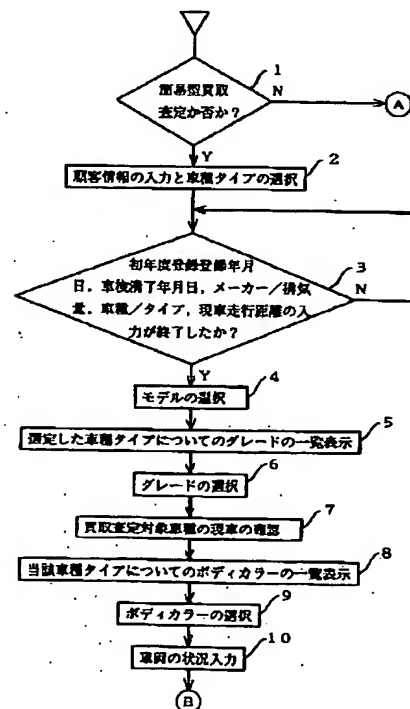 1
簡易型買取
査定か否か？
N
A
Y
2
顧客情報の入力と車種タイプの選択
初年度登録登録年月
日，車検満了年月日，メーカー／排気
量，車種／タイプ，現車走行距離の入
力が終了したか？
3
N
Y
4
モデルの選択
5
選定した車種タイプについてのグレードの一覧表示
6
グレードの選択
7
買取査定対象車種の現車の確認
8
当該車種タイプについてのボディカラーの一覧表示
9
ボディカラーの選択
10
車両の状況入力
B